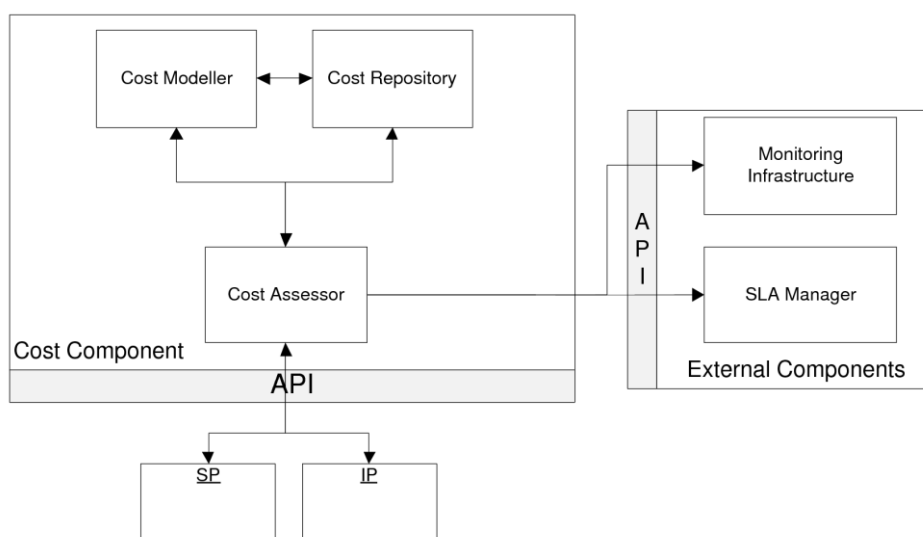 Cost Modeller
Cost Repository
Monitoring
Infrastructure
A
P
I
Cost Assessor
SLA Manager
Cost Component
External Components
API
SP
IP